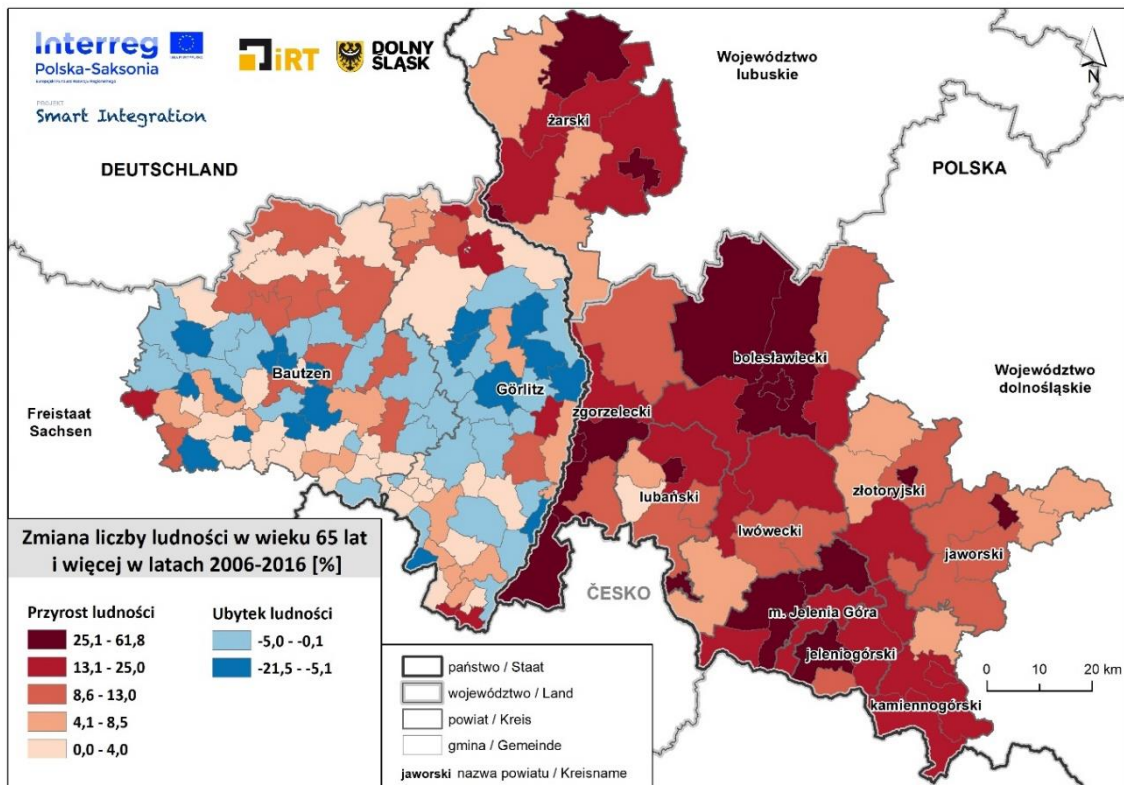 Interreg
Polska-Saksonia
PROJEKT
Smart Integration
iRT
DOLNY
ŚLĄSK
Województwo
lubuskie
N
DEUTSCHLAND
POLSKA
żarski
bolesławiecki
Województwo
dolnośląskie
Bautzen
Görlitz
Freistaat
Sachsen
zgorzelecki
lubański
złotoryjski
lwówecki
jaworski
ČESKO
m. Jelenia Góra
jeleniogórski
kamiennogórski
0 10 20 km
Zmiana liczby ludności w wieku 65 lat
i więcej w latach 2006-2016 [%]
Przyrost ludności
25,1 - 61,8
13,1 - 25,0
8,6 - 13,0
4,1 - 8,5
0,0 - 4,0
Ubytek ludności
-5,0 - -0,1
-21,5 - -5,1
państwo / Staat
województwo / Land
powiat / Kreis
gmina / Gemeinde
jaworski nazwa powiatu / Kreisname